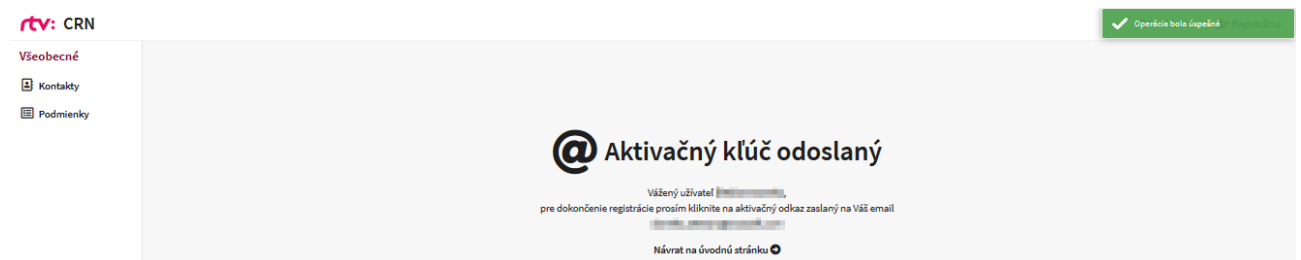 rtv: CRN
Operácia bola úspešná
Všeobecné
Kontakty
Podmienky
@ Aktivačný kľúč odoslaný
Vážený užívateľ
pre dokončenie registrácie prosím kliknite na aktivačný odkaz zaslaný na Váš email
Návrat na úvodnú stránku